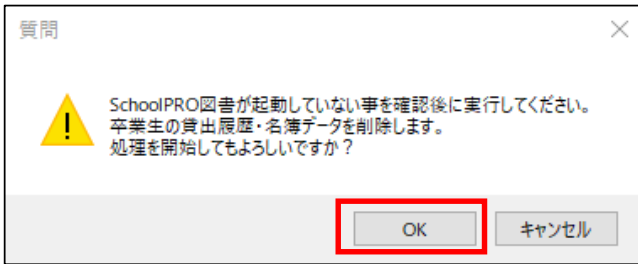 質問
SchoolPRO図書が起動していない事を確認後に実行してください。
卒業生の貸出履歴・名簿データを削除します。
処理を開始してもよろしいですか？
OK
キャンセル